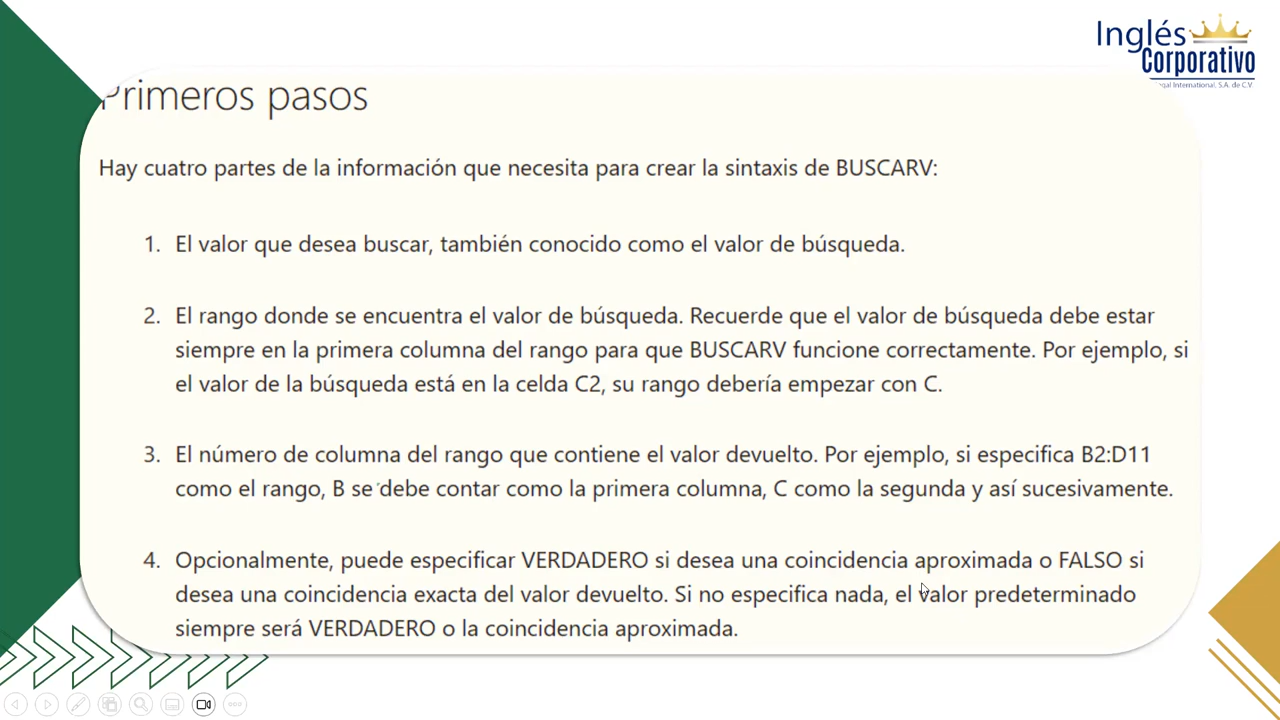 Inglés
Corporativo
gal International, S.A. de C.V.
Primeros pasos
Hay cuatro partes de la información que necesita para crear la sintaxis de BUSCARV:
1. El valor que desea buscar, también conocido como el valor de búsqueda.
2. El rango donde se encuentra el valor de búsqueda. Recuerde que el valor de búsqueda debe estar
siempre en la primera columna del rango para que BUSCARV funcione correctamente. Por ejemplo, si
el valor de la búsqueda está en la celda C2, su rango debería empezar con C.
3. El número de columna del rango que contiene el valor devuelto. Por ejemplo, si especifica B2:D11
como el rango, B se debe contar como la primera columna, C como la segunda y así sucesivamente.
4. Opcionalmente, puede especificar VERDADERO si desea una coincidencia aproximada o FALSO si
desea una coincidencia exacta del valor devuelto. Si no especifica nada, el valor predeterminado
siempre será VERDADERO o la coincidencia aproximada.